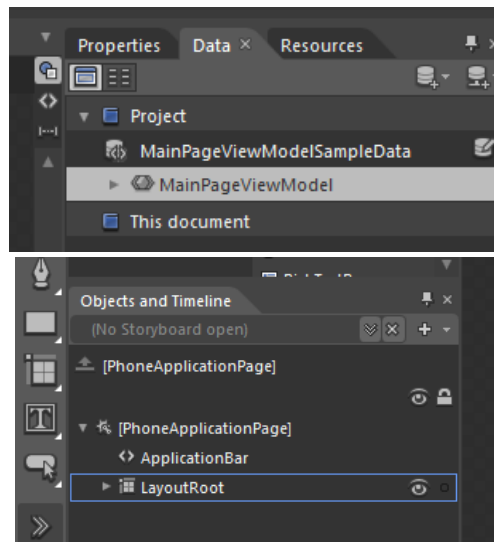 Properties Data × Resources
Project
MainPageViewModelSampleData
MainPageViewModel
This document
Objects and Timeline
(No Storyboard open)
[PhoneApplicationPage]
[PhoneApplicationPage]
ApplicationBar
LayoutRoot